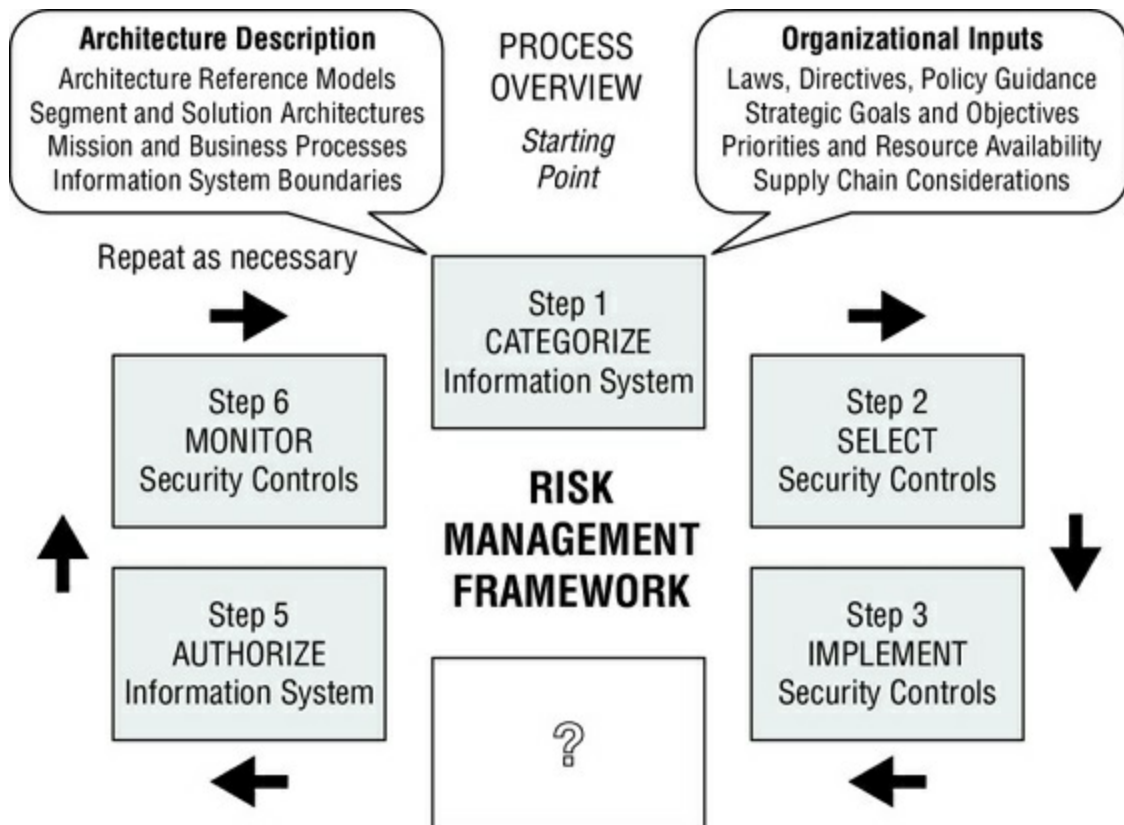 Architecture Description
Architecture Reference Models
Segment and Solution Architectures
Mission and Business Processes
Information System Boundaries
PROCESS
OVERVIEW
Starting
Point
Organizational Inputs
Laws, Directives, Policy Guidance
Strategic Goals and Objectives
Priorities and Resource Availability
Supply Chain Considerations
Repeat as necessary
Step 1
CATEGORIZE
Information System
Step 2
SELECT
Security Controls
Step 3
IMPLEMENT
Security Controls
?
Step 5
AUTHORIZE
Information System
Step 6
MONITOR
Security Controls
RISK
MANAGEMENT
FRAMEWORK